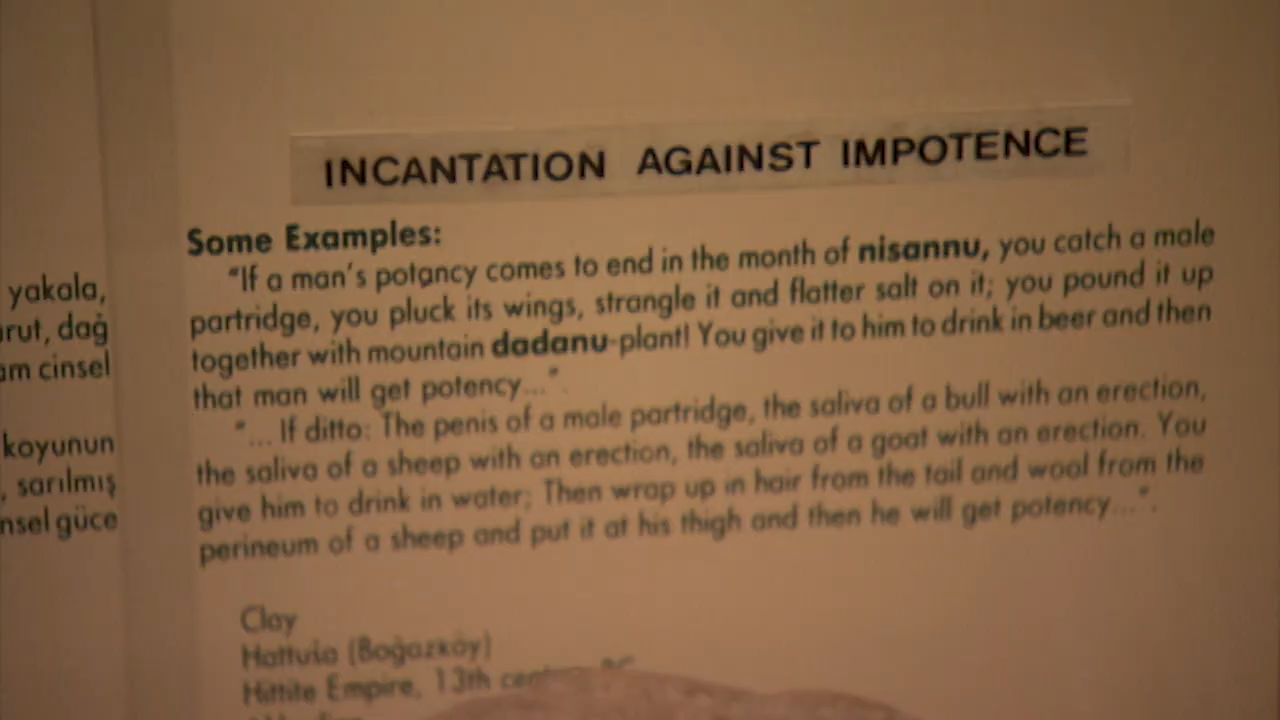 INCANTATION AGAINST IMPOTENCE
Some Examples:
"If a man's potancy comes to end in the month of nisannu, you catch a male
partridge, you pluck its wings, strangle it and flatter salt on it; you pound it up
together with mountain dadanu-plant! You give it to him to drink in beer and then
that man will get potency...".
"... If ditto: The penis of a male partridge, the saliva of a bull with an erection,
the saliva of a sheep with an erection, the saliva of a goat with an erection. You
give him to drink in water; Then wrap up in hair from the tail and wool from the
perineum of a sheep and put it at his thigh and then he will get potency...".
Clay
Hattuşa (Boğazköy)
Hittite Empire, 13th
yakala,
dağ
cinsel
koyunun
, sarılmış
güce